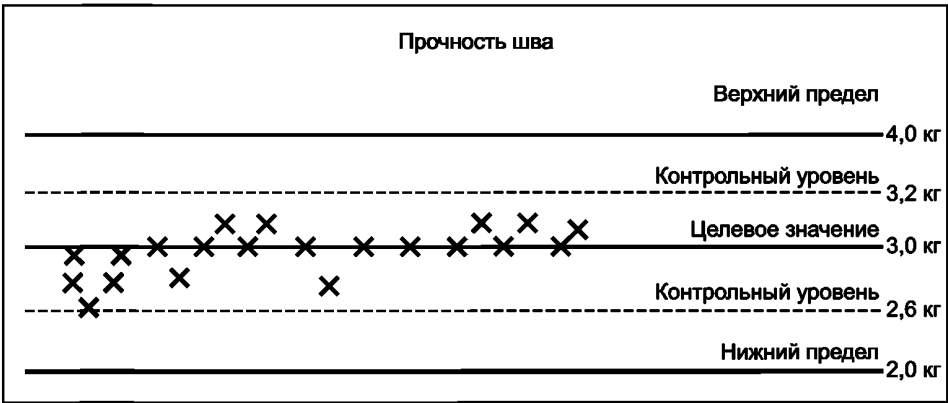 Прочность шва
Верхний предел
4,0 кг
Контрольный уровень
3,2 кг
Целевое значение
3,0 кг
Контрольный уровень
2,6 кг
Нижний предел
2,0 кг